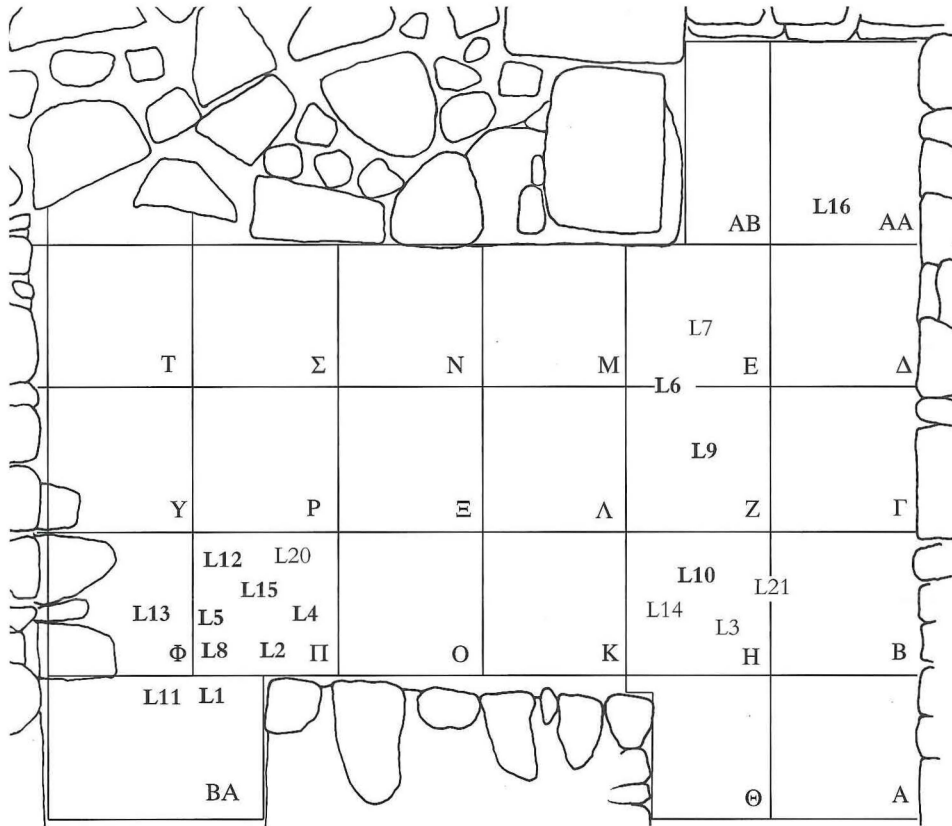 L16
AB AA
L7
T Σ N M E Δ
L6
L9
Y P Ξ Λ Z Γ
L12 L20
L10
L15 L21
L13 L5 L4 L14
L3
Φ L8 L2 Π O K H B
L11 L1
BA Θ A